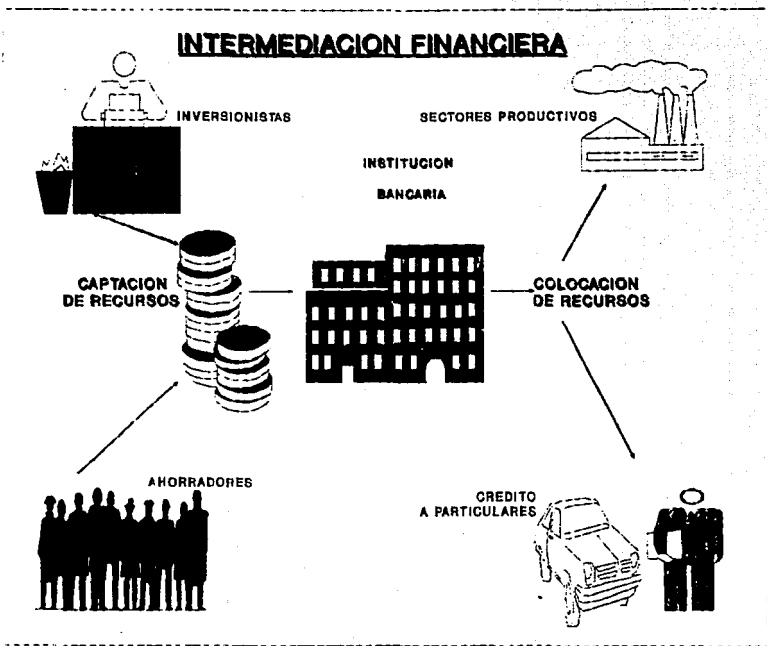 INTERMEDIACION FINANCIERA
INVERSIONISTAS
SECTORES PRODUCTIVOS
INSTITUCION
BANCARIA
CAPTACION
DE RECURSOS
COLOCACION
DE RECURSOS
AHORRADORES
CREDITO
A PARTICULARES